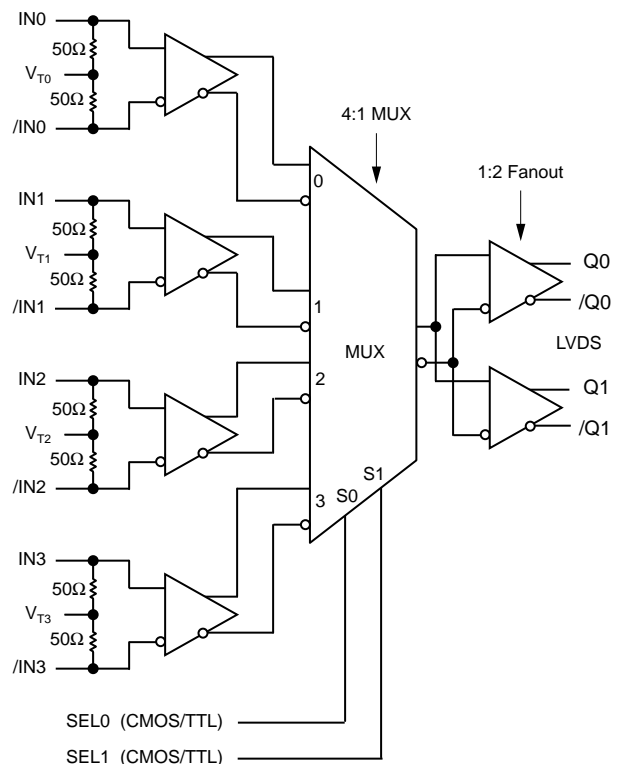 IN0
50Ω
VT0
50Ω
/IN0
4:1 MUX
0
1:2 Fanout
IN1
50Ω
VT1
50Ω
/IN1
1
Q0
/Q0
LVDS
MUX
IN2
50Ω
VT2
50Ω
/IN2
2
Q1
/Q1
S1
S0
3
IN3
50Ω
VT3
50Ω
/IN3
SEL0 (CMOS/TTL)
SEL1 (CMOS/TTL)